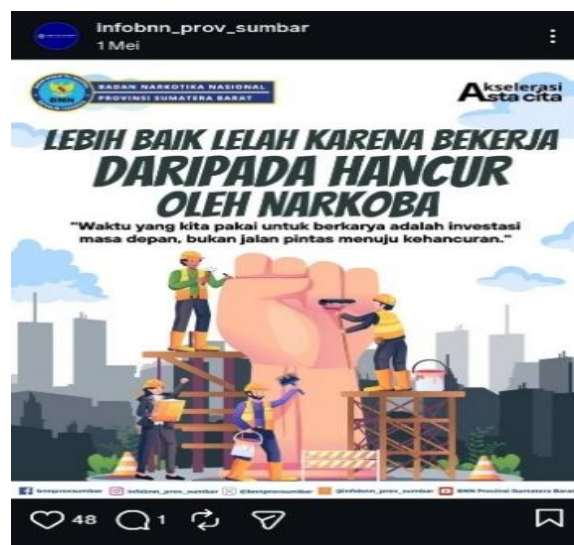 infobnn_prov_sumbar
1 Mei
BADAN NARKOTIKA NASIONAL
PROVINSI SUMATERA BARAT
BNN
Akselerasi
Asta cita
LEBIH BAIK LELAH KARENA BEKERJA
DARIPADA HANCUR
OLEH NARKOBA
"Waktu yang kita pakai untuk berkarya adalah investasi
masa depan, bukan jalan pintas menuju kehancuran."
bnnprovsumbar infobnn_prov_sumbar @bnnprovsumbar @infobnn_prov_sumbar BNN Provinsi Sumatera Barat
48 1